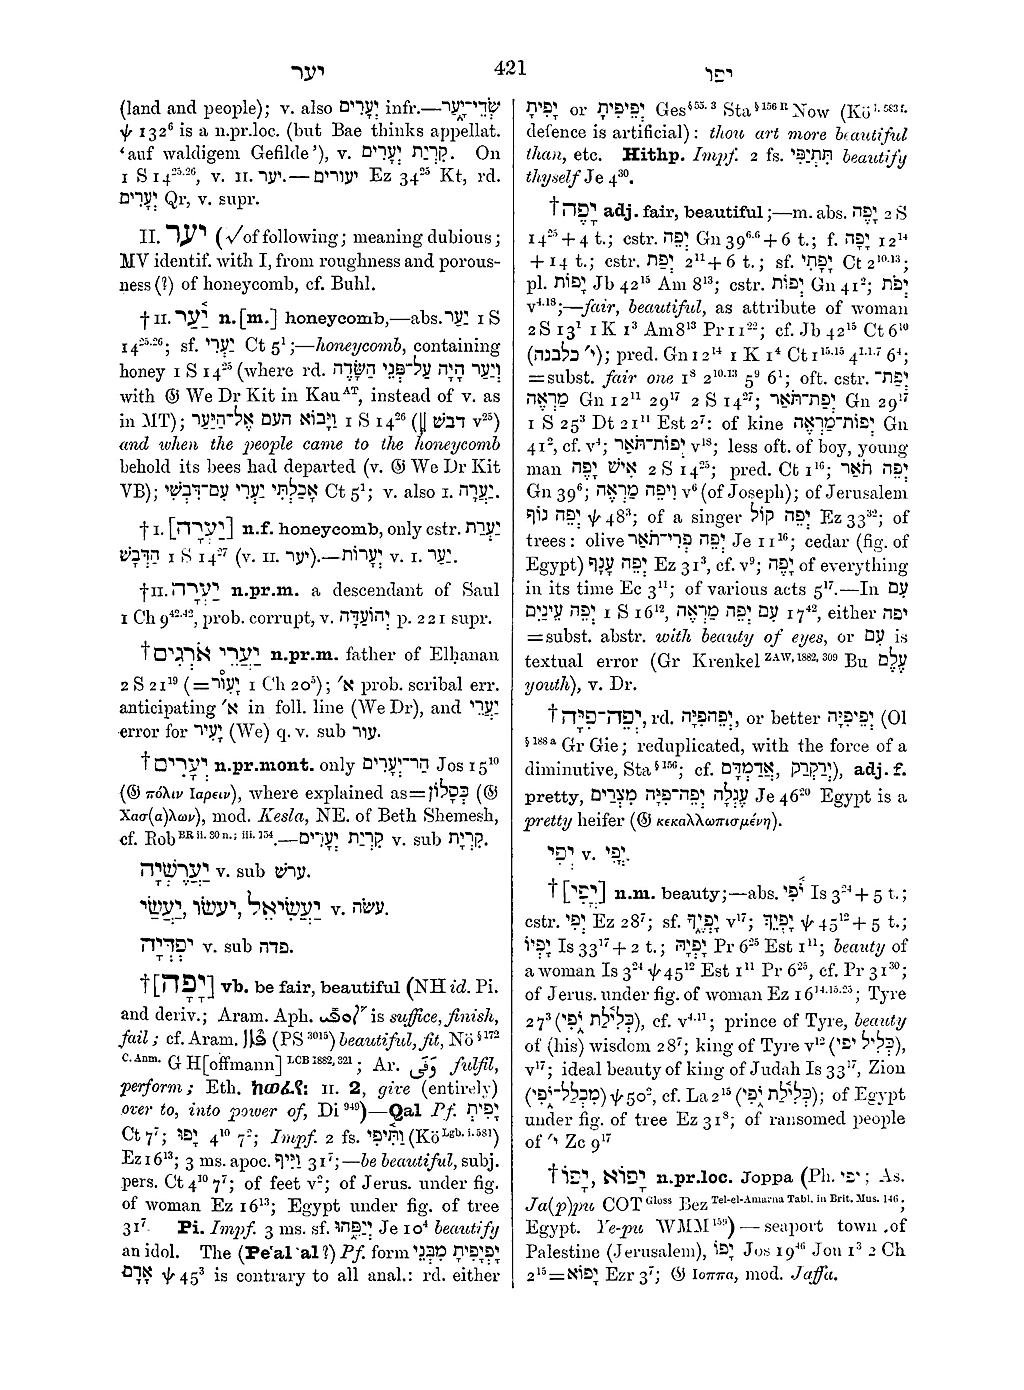 יער 421 יפו
(land and people); v. also יְעָרִים infr.—שְׂדֵי־יָ֑עַר
ψ 132⁶ is a n.pr.loc. (but Bae thinks appellat.
‘auf waldigem Gefilde’), v. קִרְיַת יְעָרִים. On
1 S 14²⁵·²⁶, v. II. יער.—יעורים Ez 34²⁵ Kt, rd.
יְעָרִים Qr, v. supr.
II. יער (√of following; meaning dubious;
MV identif. with I, from roughness and porous-
ness (?) of honeycomb, cf. Buhl.
†II. יַ֫עַר n.[m.] honeycomb,—abs. יַעַר 1 S
14²⁵·²⁶; sf. יַעְרִי Ct 5¹;—honeycomb, containing
honey 1 S 14²⁵ (where rd. וְיַעַר הָיָה עַל־פְּנֵי הַשָּׂדֶה
with 𝔊 We Dr Kit in Kau ᴬᵀ, instead of v. as
in MT); וַיָּבוֹא העם אֶל־הַיַּעַר 1 S 14²⁶ (‖ דבשׁ v²⁵)
and when the people came to the honeycomb
behold its bees had departed (v. 𝔊 We Dr Kit
VB); אָכַלְתִּי יַעְרִי עִם־דִּבְשִׁי Ct 5¹; v. also I. יַעְרָה.
†I. [יַעְרָה] n.f. honeycomb, only cstr. יַעְרַת
הַדְּבָשׁ 1 S 14²⁷ (v. II. יער).—יְעָרוֹת v. I. יַעַר.
†II. יַעְרָה n.pr.m. a descendant of Saul
1 Ch 9⁴²·⁴², prob. corrupt, v. יְהוֹעַדָּה p. 221 supr.
†יַעְרֵי אֹרְגִים n.pr.m. father of Elhanan
2 S 21¹⁹ (=יָעִוֹר 1 Ch 20⁵); ’א prob. scribal err.
anticipating ’א in foll. line (We Dr), and יַעְרֵי
error for יָעִיר (We) q.v. sub עור.
†יְעָרִים n.pr.mont. only הַר־יְעָרִים Jos 15¹⁰
(𝔊 πόλιν Ιαρειν), where explained as=כְּסָלוֹן (𝔊
Χασ(α)λων), mod. Kesla, NE. of Beth Shemesh,
cf. Rob BR ii. 30 n.; iii. 154.—קִרְיַת יְעָרִים v. sub קִרְיַת.
יַעֲרֶשְׁיָה v. sub ערשׁ.
יַעֲשַׂי, יעשׂו, יַעֲשִׂיאֵל v. עשׂה.
יִפְדְּיָה v. sub פדה.
†[יָפָה] vb. be fair, beautiful (NH id. Pi.
and deriv.; Aram. Aph. is suffice, finish,
fail; cf. Aram. (PS ³⁰¹⁵) beautiful, fit, Nö §172
C. Anm. G H[offmann] LCB 1882, 321; Ar. وَفَى fulfil,
perform; Eth. II. 2, give (entirely)
over to, into power of, Di ⁹⁴⁹)—Qal Pf. יָפִית
Ct 7⁷; יָפוּ 4¹⁰ 7²; Impf. 2 fs. וַתִּיפִי (Kö Lgb. i. 581)
Ez 16¹³; 3 ms. apoc. וַיִּיף 31⁷;—be beautiful, subj.
pers. Ct 4¹⁰ 7⁷; of feet v²; of Jerus. under fig.
of woman Ez 16¹³; Egypt under fig. of tree
31⁷. Pi. Impf. 3 ms. sf. יְיַפֵּהוּ Je 10⁴ beautify
an idol. The (Pe‘al‘al?) Pf. form יָפְיָפִיתָ מִבְּנֵי
אָדָם ψ 45³ is contrary to all anal.: rd. either
יָפִיתָ or יְפֵיפִיתָ Ges §55. 3 Sta §156 R Now (Kö i. 583 f.
defence is artificial): thou art more beautiful
than, etc. Hithp. Impf. 2 fs. תִּתְיַפִּי beautify
thyself Je 4³⁰.
†יָפֶה adj. fair, beautiful;—m. abs. יָפֶה 2 S
14²⁵ + 4 t.; cstr. יְפֵה Gn 39⁶·⁶ + 6 t.; f. יָפָה 12¹⁴
+ 14 t.; cstr. יְפַת 2¹¹ + 6 t.; sf. יָפָתִי Ct 2¹⁰·¹³;
pl. יָפוֹת Jb 42¹⁵ Am 8¹³; cstr. יְפוֹת Gn 41²; יְפֹת
v⁴·¹⁸;—fair, beautiful, as attribute of woman
2 S 13¹ 1 K 1³ Am 8¹³ Pr 11²²; cf. Jb 42¹⁵ Ct 6¹⁰
(י׳ כלבנה); pred. Gn 12¹⁴ 1 K 1⁴ Ct 1¹⁵·¹⁵ 4¹·¹·⁷ 6⁴;
=subst. fair one 1⁸ 2¹⁰·¹³ 5⁹ 6¹; oft. cstr. יְפַת־
מַרְאֶה Gn 12¹¹ 29¹⁷ 2 S 14²⁷; יְפַת־תֹּאַר Gn 29¹⁷
1 S 25³ Dt 21¹¹ Est 2⁷: of kine יְפוֹת־מַרְאֶה Gn
41², cf. v⁴; יְפוֹת־תֹּאַר v¹⁸; less oft. of boy, young
man אִישׁ יָפֶה 2 S 14²⁵; pred. Ct 1¹⁶; יְפֵה תֹאַר
Gn 39⁶; וִיפֵה מַרְאֶה v⁶ (of Joseph); of Jerusalem
יְפֵה נוֹף ψ 48³; of a singer יְפֵה קוֹל Ez 33³²; of
trees: olive יְפֵה פְרִי־תֹאַר Je 11¹⁶; cedar (fig. of
Egypt) יְפֵה עָנָף Ez 31³, cf. v⁹; יָפֶה of everything
in its time Ec 3¹¹; of various acts 5¹⁷.—In עִם
יְפֵה עֵינַיִם 1 S 16¹², עִם יְפֵה מַרְאֶה 17⁴², either יפה
=subst. abstr. with beauty of eyes, or עִם is
textual error (Gr Krenkel ZAW, 1882, 309 Bu עֶלֶם
youth), v. Dr.
†יְפֵה־פִיָּה, rd. יְפֵהפִיָּה, or better יְפֵיפִיָּה (Ol
§188 a Gr Gie; reduplicated, with the force of a
diminutive, Sta §156; cf. אֲדַמְדָּם, יְרַקְרַק), adj. f.
pretty, עֶגְלָה יְפֵה־פִיָּה מִצְרָיִם Je 46²⁰ Egypt is a
pretty heifer (𝔊 κεκαλλωπισμένη).
יְפִי v. יֳפִי.
†[יֳפִי] n.m. beauty;—abs. יֹ֫פִי Is 3²⁴ + 5 t.;
cstr. יְפִי Ez 28⁷; sf. יָפְיֵךְ v¹⁷; יָפְיֵךְ ψ 45¹² + 5 t.;
יָפְיוֹ Is 33¹⁷ + 2 t.; יָפְיָהּ Pr 6²⁵ Est 1¹¹; beauty of
a woman Is 3²⁴ ψ 45¹² Est 1¹¹ Pr 6²⁵, cf. Pr 31³⁰;
of Jerus. under fig. of woman Ez 16¹⁴·¹⁵·²⁵; Tyre
27³ (כְּלִילַת יֹפִי), cf. v⁴·¹¹; prince of Tyre, beauty
of (his) wisdom 28⁷; king of Tyre v¹² (כְּלִיל יפי),
v¹⁷; ideal beauty of king of Judah Is 33¹⁷, Zion
(מִכְלַל־יֹפִי) ψ 50², cf. La 2¹⁵ (כְּלִילַת יֹפִי); of Egypt
under fig. of tree Ez 31⁸; of ransomed people
of ’י Zc 9¹⁷
†יָפוֹ, יָפוֹא n.pr.loc. Joppa (Ph. יפי; As.
Ja(p)pu COT Gloss Bez Tel-el-Amarna Tabl. in Brit. Mus. 146;
Egypt. Ye-pu WMM ¹⁵⁹)—seaport town of
Palestine (Jerusalem), יָפוֹ Jos 19⁴⁶ Jon 1³ 2 Ch
2¹⁵=יָפוֹא Ezr 3⁷; 𝔊 Ιοππα, mod. Jaffa.